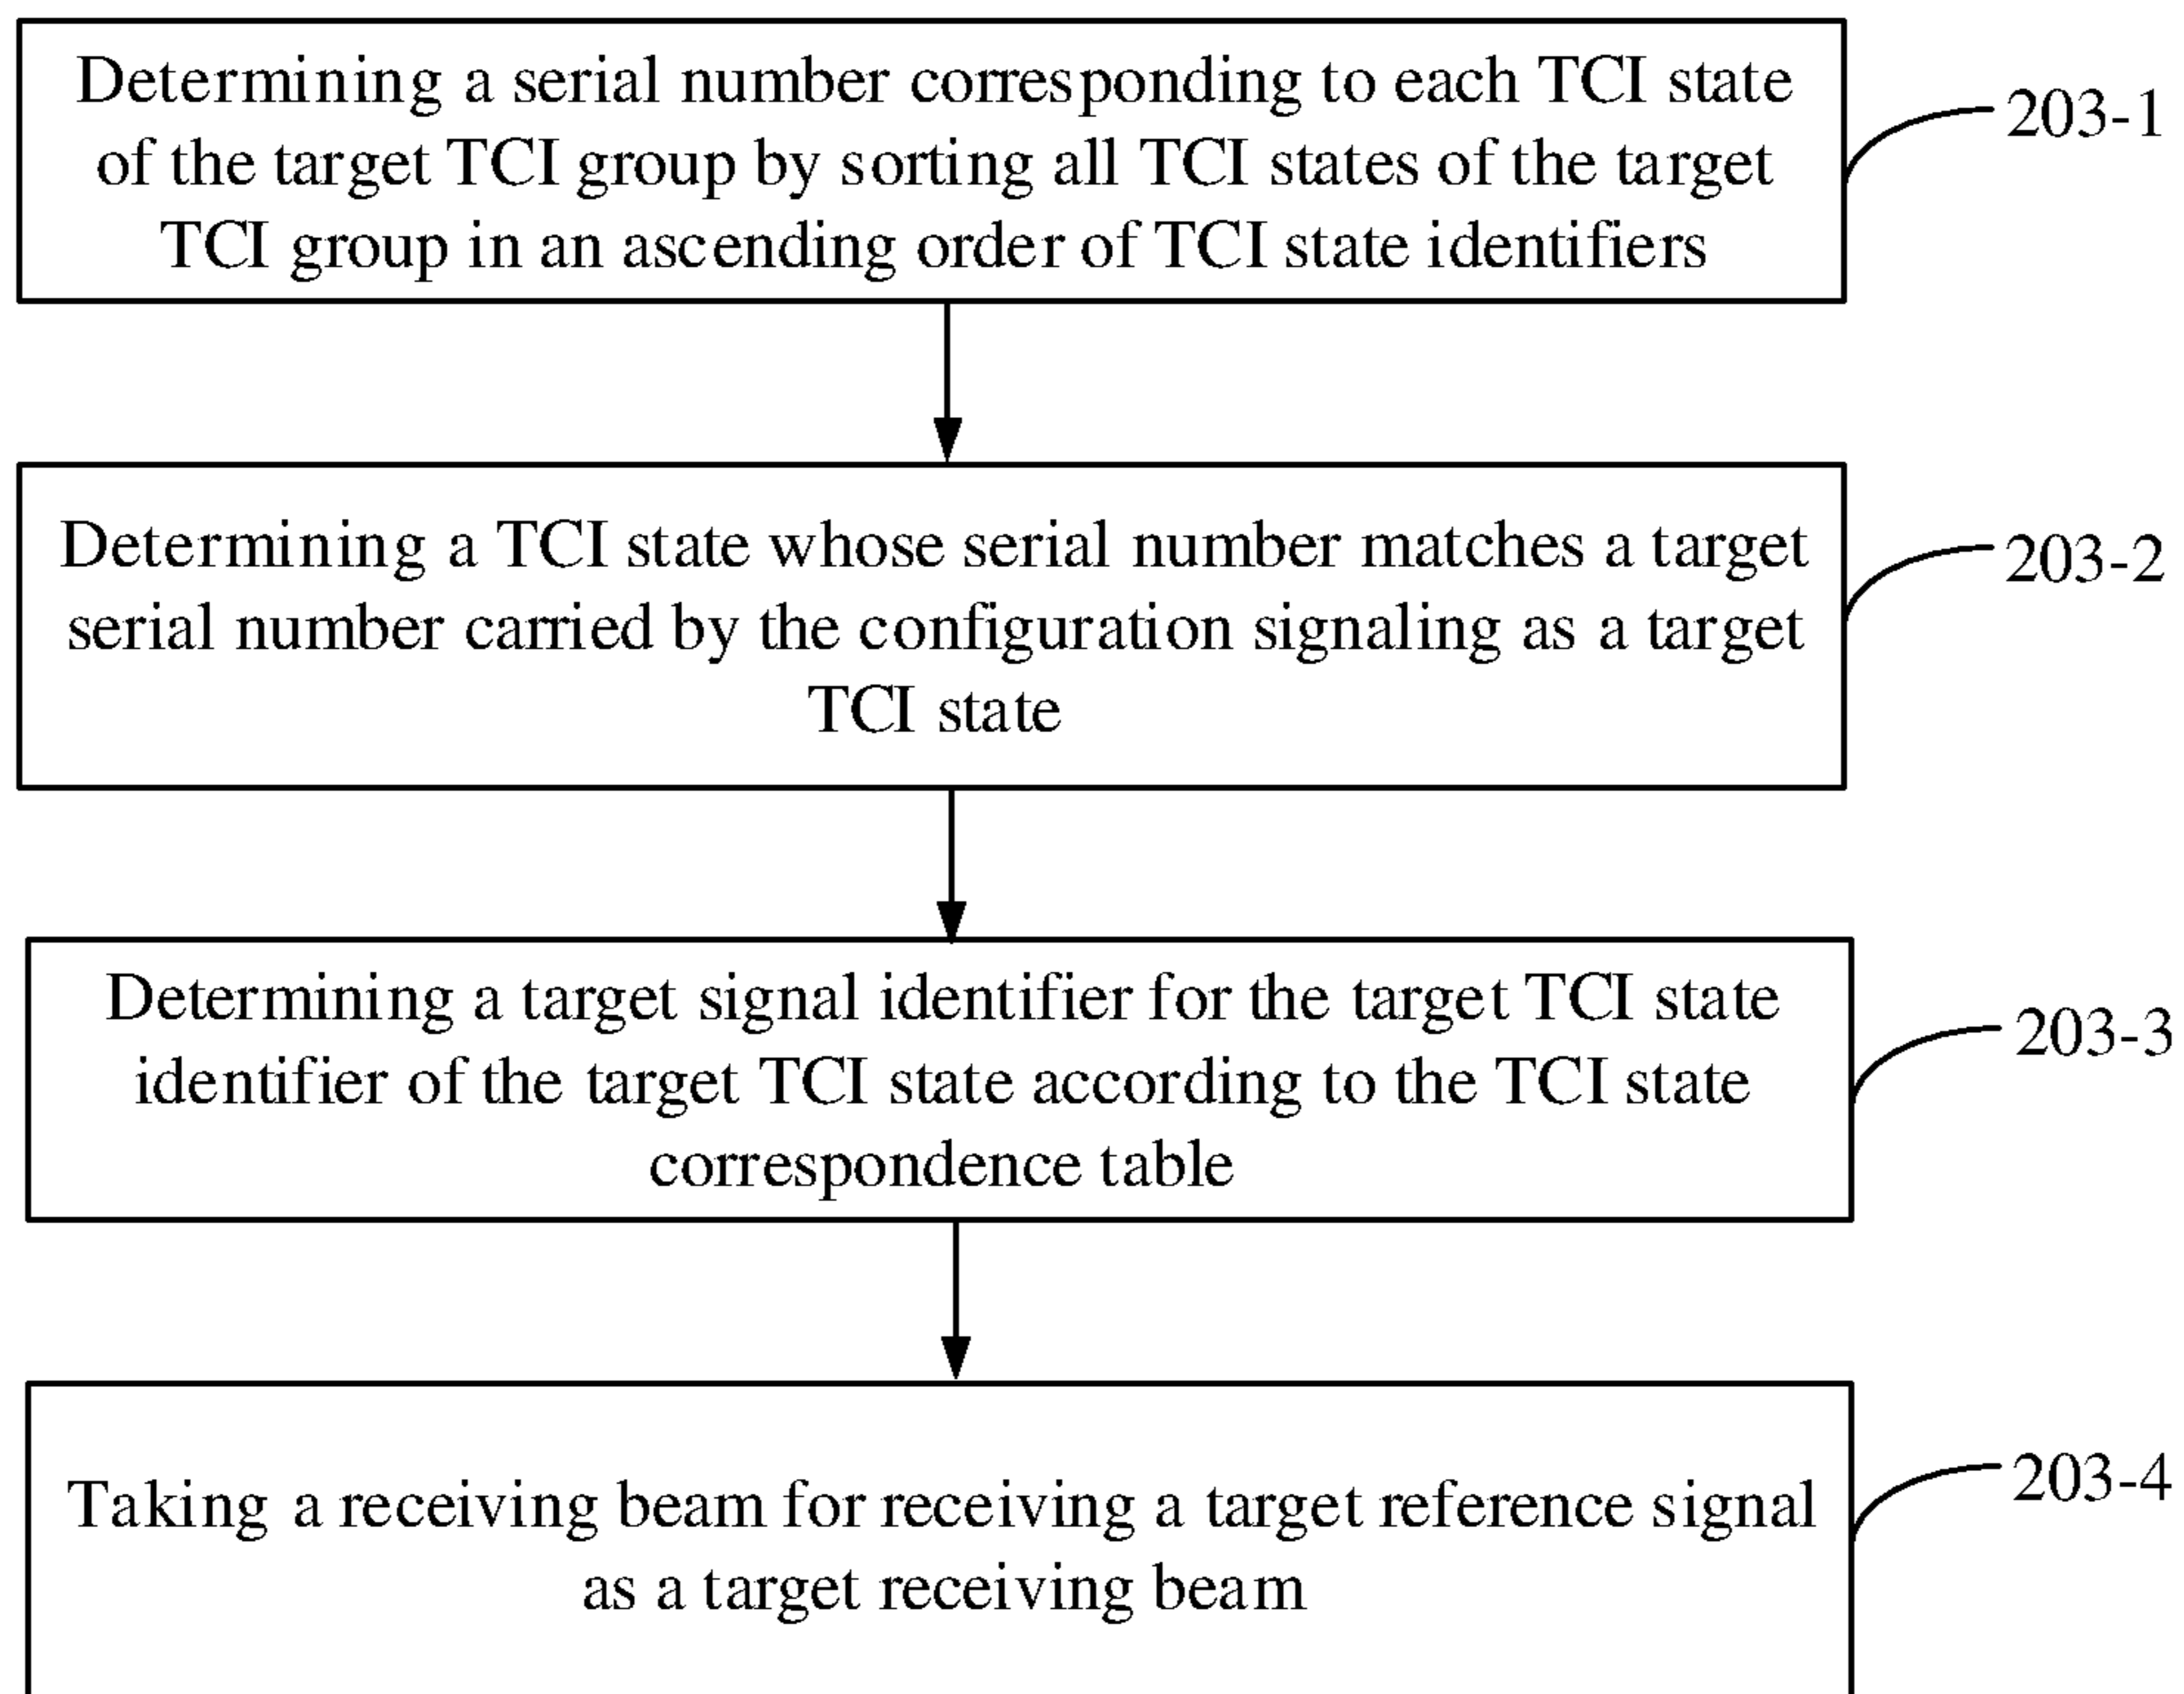 Determining a serial number corresponding to each TCI state
of the target TCI group by sorting all TCI states of the target
TCI group in an ascending order of TCI state identifiers
203-1
Determining a TCI state whose serial number matches a target
serial number carried by the configuration signaling as a target
TCI state
203-2
Determining a target signal identifier for the target TCI state
identifier of the target TCI state according to the TCI state
correspondence table
203-3
Taking a receiving beam for receiving a target reference signal
as a target receiving beam
203-4